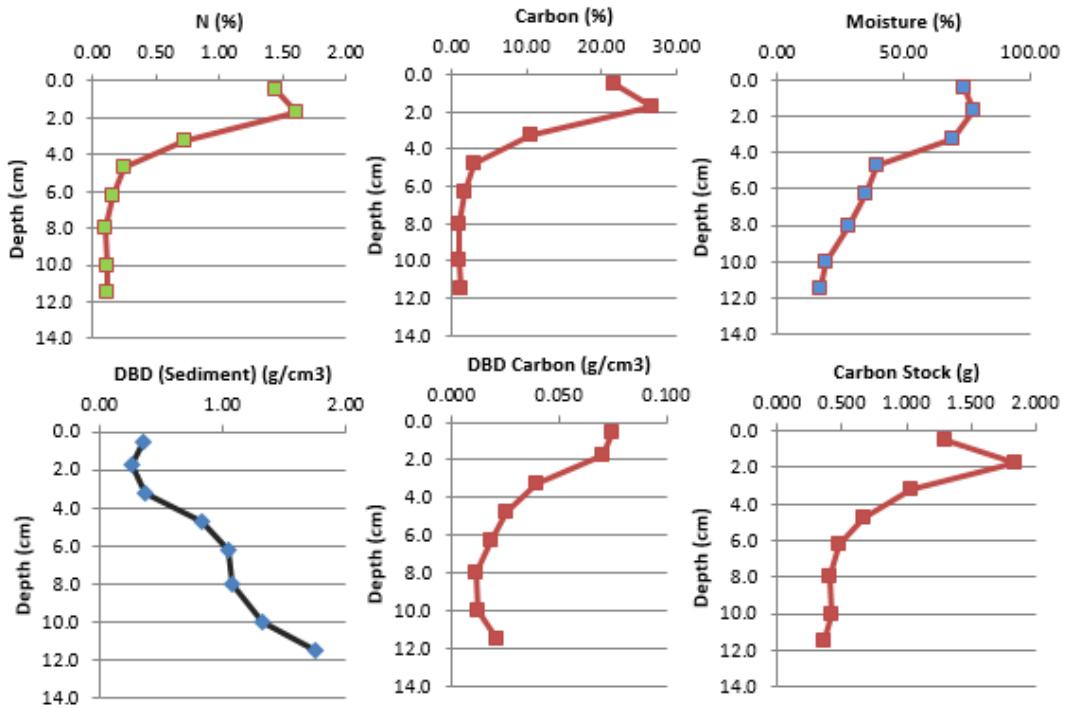 N (%)
0.00 0.50 1.00 1.50 2.00
0.0
2.0
4.0
6.0
8.0
10.0
12.0
14.0
Depth (cm)
Carbon (%)
0.00 10.00 20.00 30.00
0.0
2.0
4.0
6.0
8.0
10.0
12.0
14.0
Depth (cm)
Moisture (%)
0.00 50.00 100.00
0.0
2.0
4.0
6.0
8.0
10.0
12.0
14.0
Depth (cm)
DBD (Sediment) (g/cm3)
0.00 1.00 2.00
0.0
2.0
4.0
6.0
8.0
10.0
12.0
14.0
Depth (cm)
DBD Carbon (g/cm3)
0.000 0.050 0.100
0.0
2.0
4.0
6.0
8.0
10.0
12.0
14.0
Depth (cm)
Carbon Stock (g)
0.000 0.500 1.000 1.500 2.000
0.0
2.0
4.0
6.0
8.0
10.0
12.0
14.0
Depth (cm)